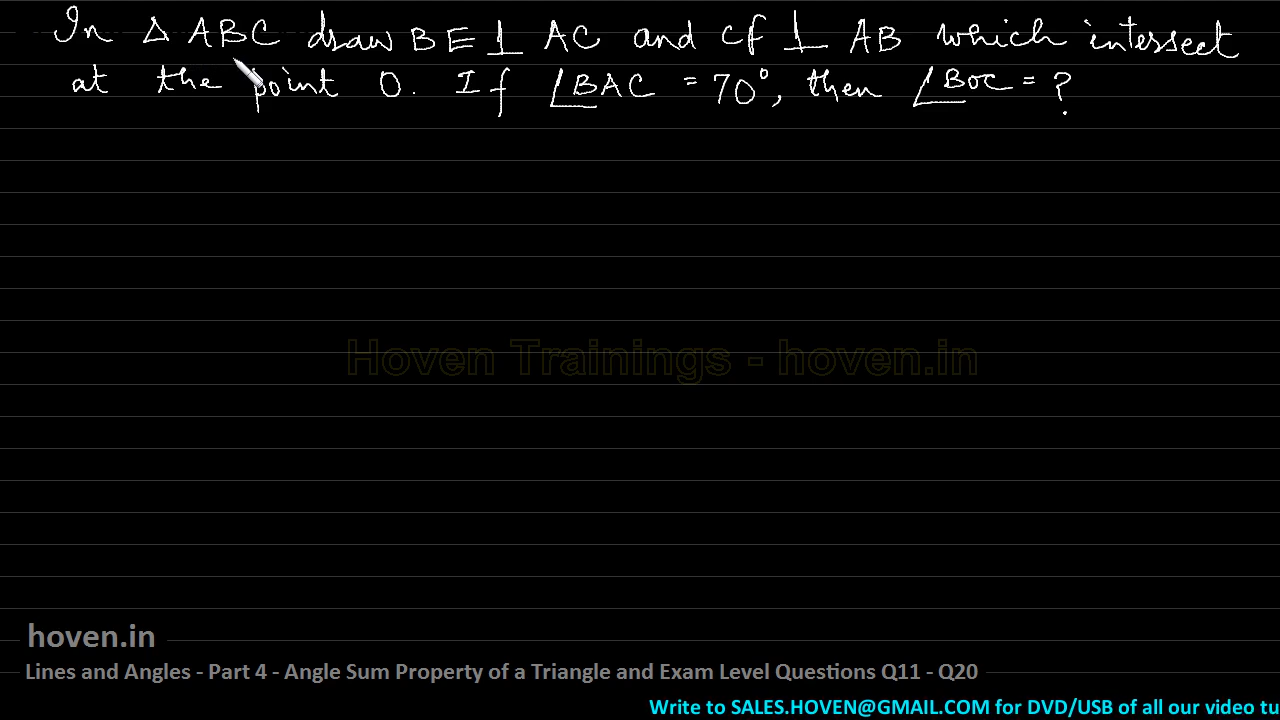 In Δ ABC draw BE ⊥ AC and CF ⊥ AB which intersect
at the point O. If ∠BAC = 70°, then ∠BOC = ?
Hoven Trainings - hoven.in
hoven.in
Lines and Angles - Part 4 - Angle Sum Property of a Triangle and Exam Level Questions Q11 - Q20
Write to SALES.HOVEN@GMAIL.COM for DVD/USB of all our video tu